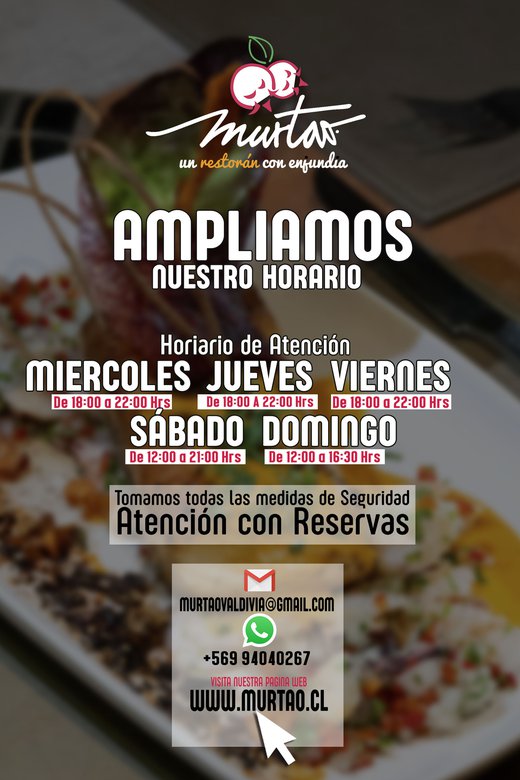 murtao.
un restorán con enjundia
AMPLIAMOS
NUESTRO HORARIO
Horiario de Atención
MIERCOLES JUEVES VIERNES
De 18:00 a 22:00 Hrs De 18:00 A 22:00 Hrs De 18:00 a 22:00 Hrs
SÁBADO DOMINGO
De 12:00 a 21:00 Hrs De 12:00 a 16:30 Hrs
Tomamos todas las medidas de Seguridad
Atención con Reservas
MURTAOVALDIVIA@GMAIL.COM
+569 94040267
VISITA NUESTRA PAGINA WEB
WWW.MURTAO.CL